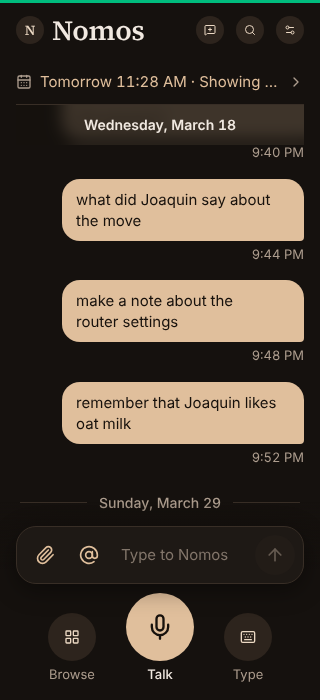 N Nomos
Tomorrow 11:28 AM · Showing ...
Wednesday, March 18
9:40 PM
what did Joaquin say about
the move
9:44 PM
make a note about the
router settings
9:48 PM
remember that Joaquin likes
oat milk
9:52 PM
Sunday, March 29
Type to Nomos
Browse
Talk
Type